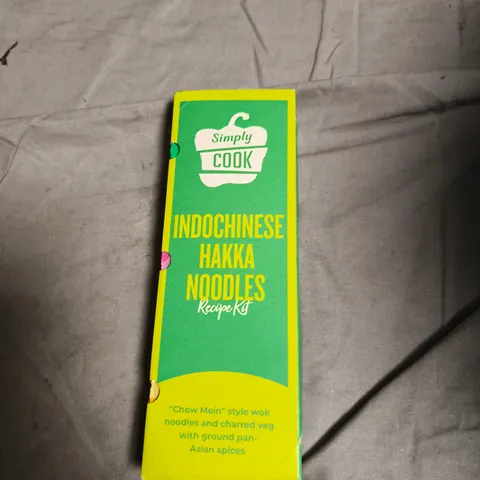 Simply
COOK
INDOCHINESE
HAKKA
NOODLES
Recipe Kit
"Chow Mein" style wok
noodles and charred veg
with ground pan-
Asian spices